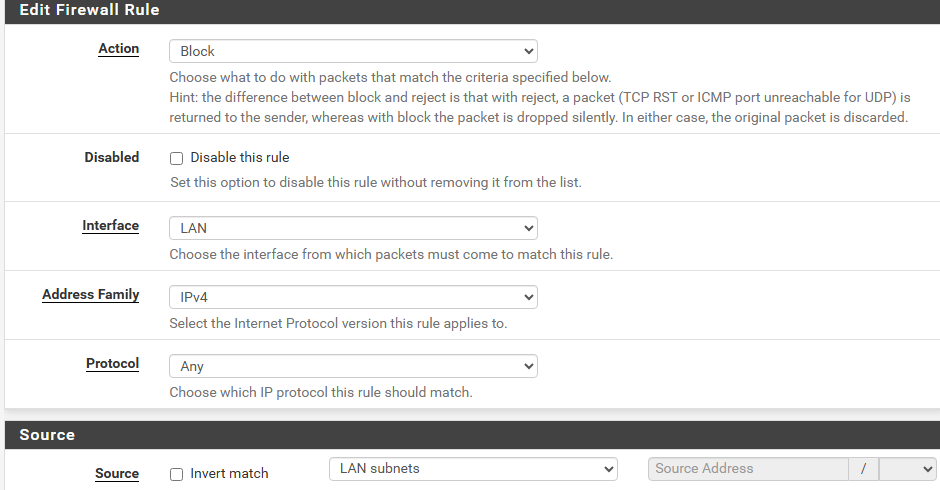 Edit Firewall Rule
Action
Block
Choose what to do with packets that match the criteria specified below.
Hint: the difference between block and reject is that with reject, a packet (TCP RST or ICMP port unreachable for UDP) is
returned to the sender, whereas with block the packet is dropped silently. In either case, the original packet is discarded.
Disabled
Disable this rule
Set this option to disable this rule without removing it from the list.
Interface
LAN
Choose the interface from which packets must come to match this rule.
Address Family
IPv4
Select the Internet Protocol version this rule applies to.
Protocol
Any
Choose which IP protocol this rule should match.
Source
Source
Invert match
LAN subnets
Source Address
/